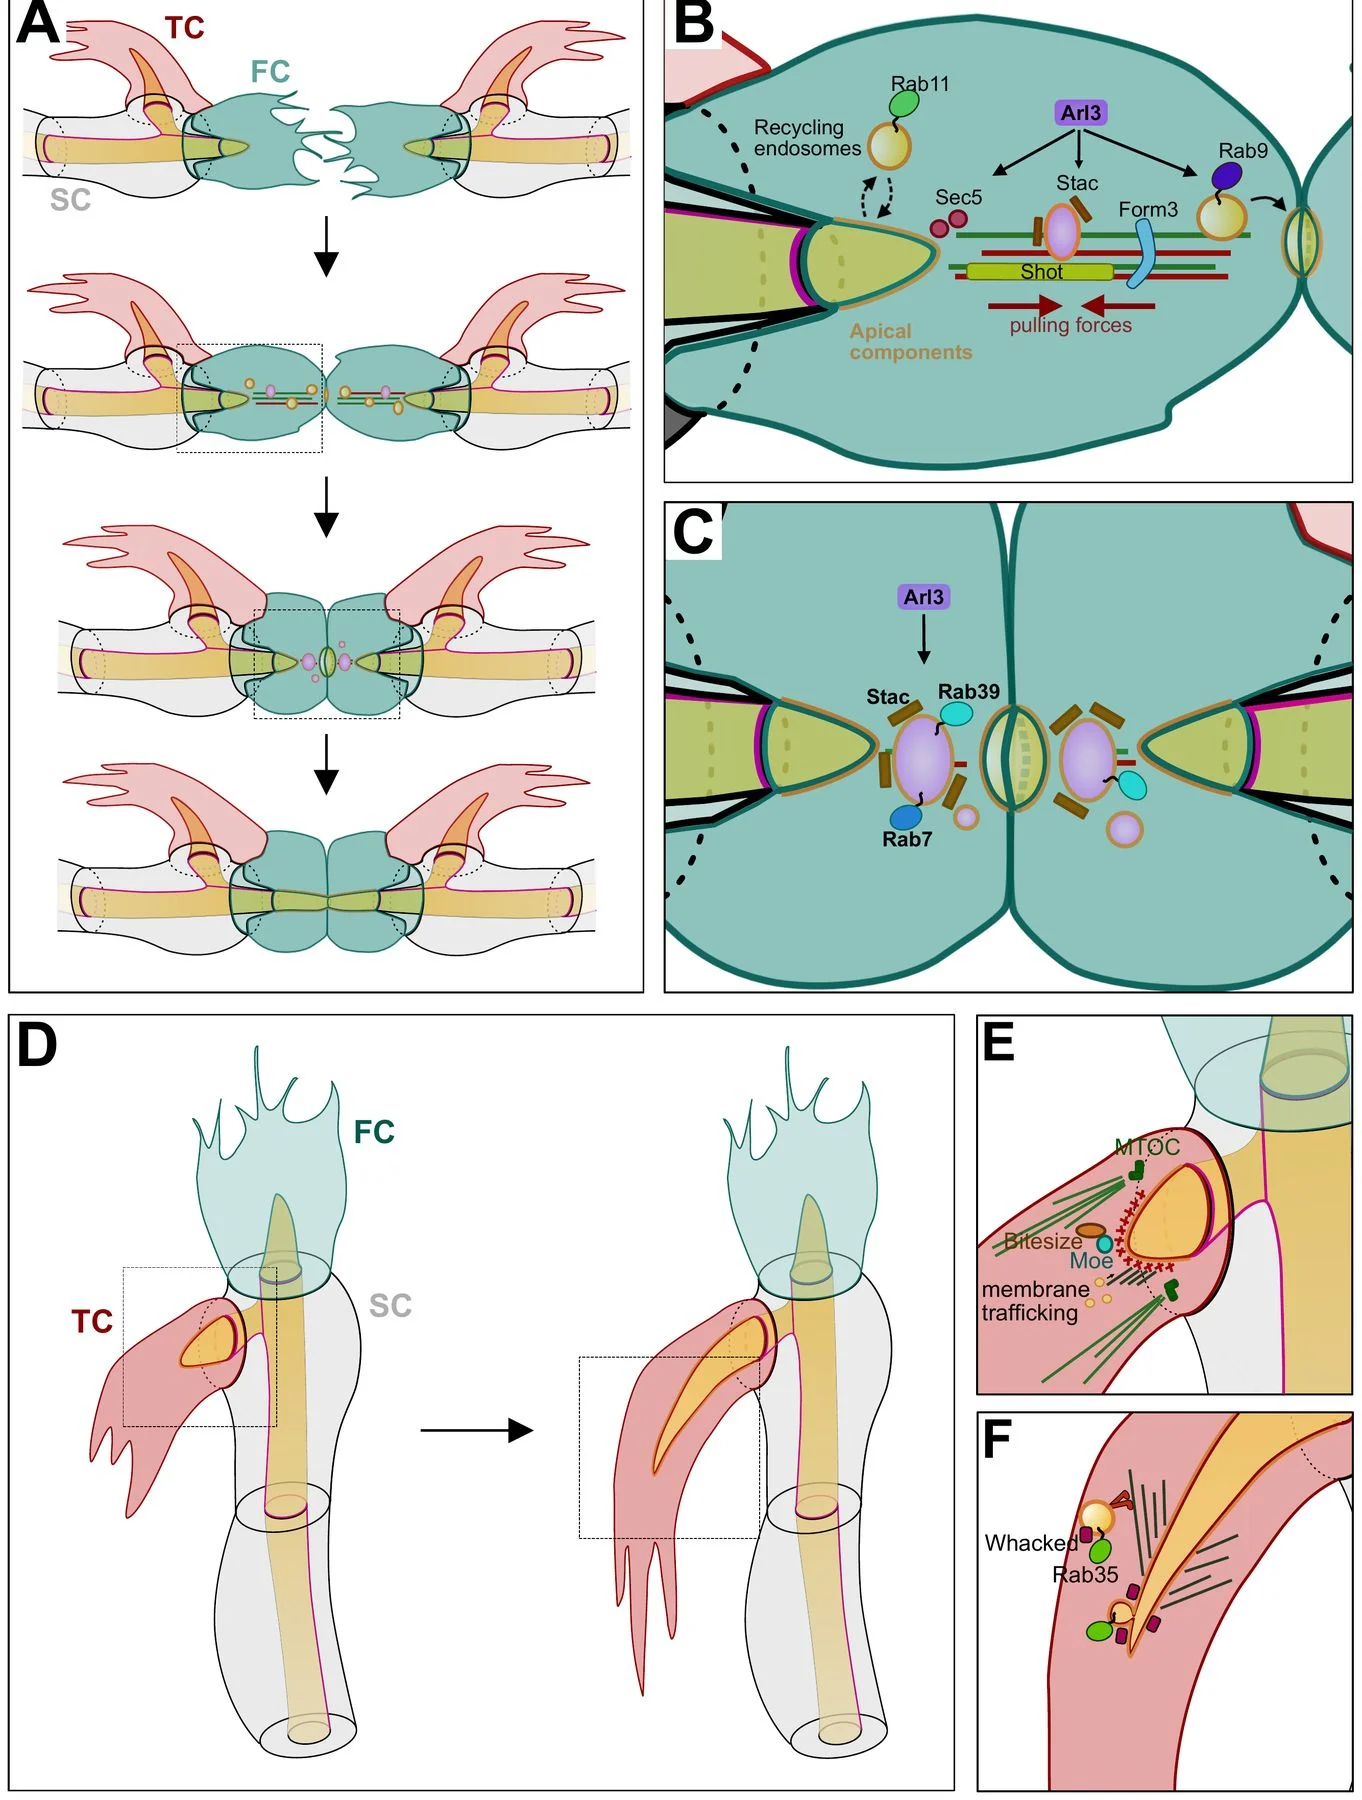 A
TC
FC
SC
B
Rab11
Recycling
endosomes
Arl3
Rab9
Stac
Sec5
Form3
Shot
pulling forces
Apical
components
C
Arl3
Stac
Rab39
Rab7
D
FC
SC
TC
E
MTOC
Bitesize
Moe
membrane
trafficking
F
Whacked
Rab35